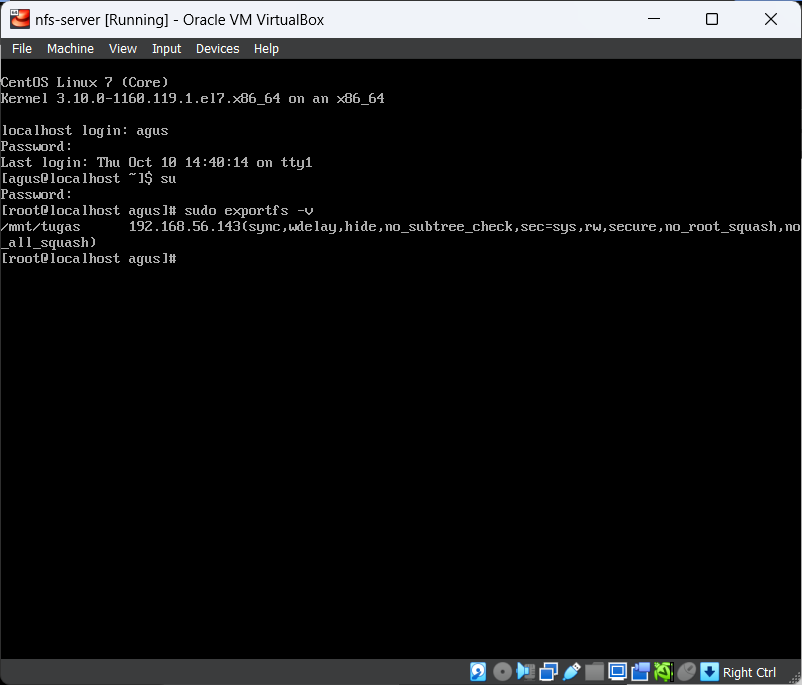 nfs-server [Running] - Oracle VM VirtualBox
File Machine View Input Devices Help
CentOS Linux 7 (Core)
Kernel 3.10.0-1160.119.1.el7.x86_64 on an x86_64
localhost login: agus
Password:
Last login: Thu Oct 10 14:40:14 on tty1
[agus@localhost ~]$ su
Password:
[root@localhost agus]# sudo exportfs -v
/mnt/tugas 192.168.56.143(sync,wdelay,hide,no_subtree_check,sec=sys,rw,secure,no_root_squash,no
_all_squash)
[root@localhost agus]#
Right Ctrl